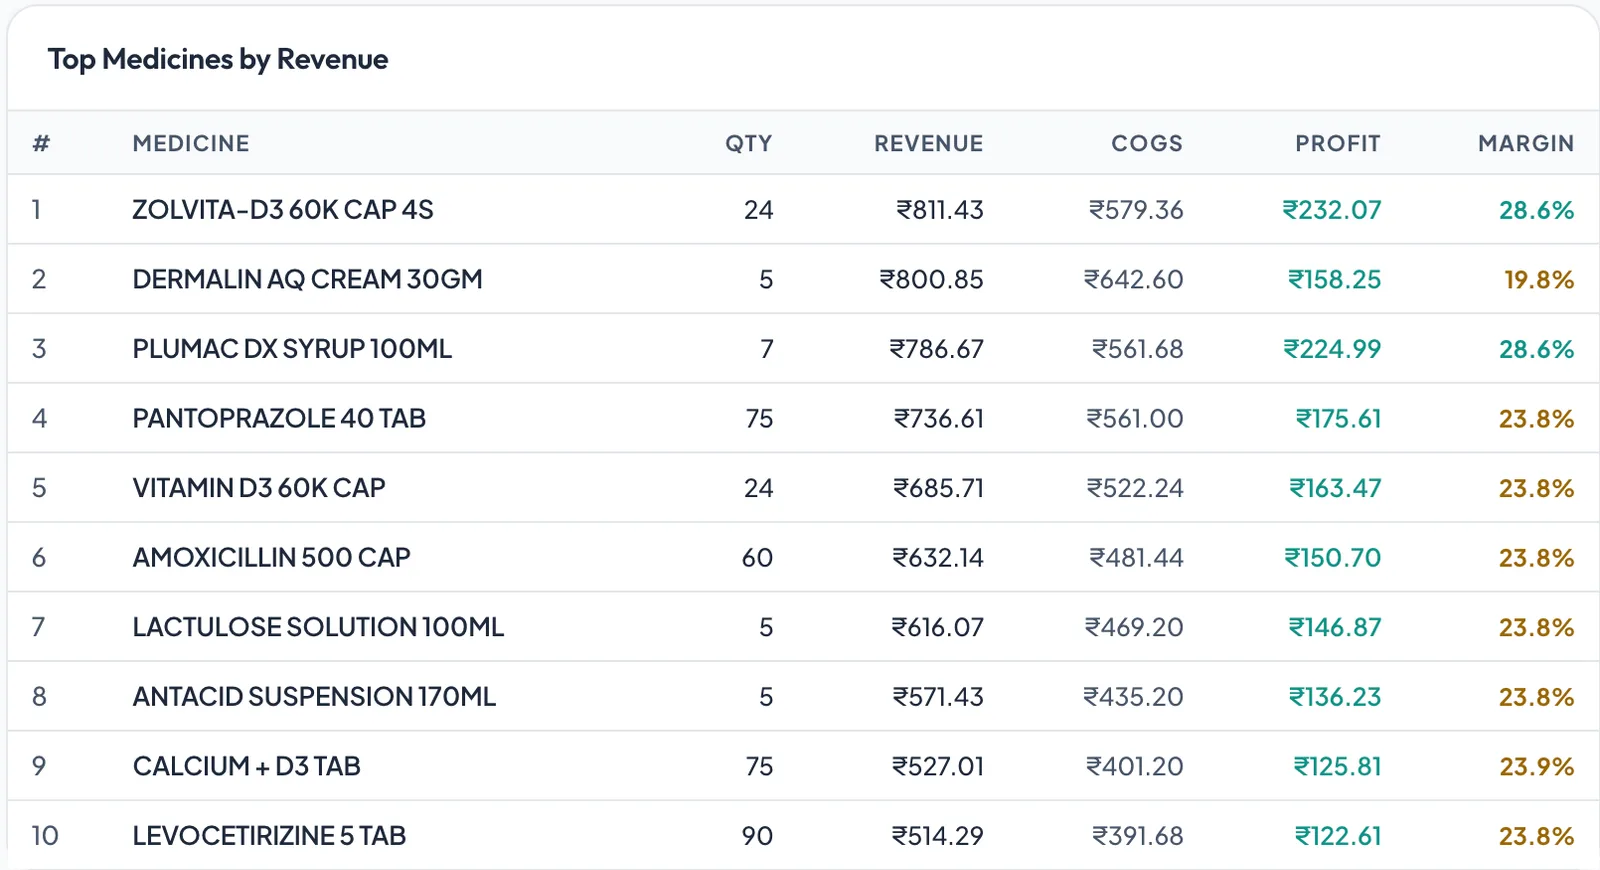 Top Medicines by Revenue
# MEDICINE QTY REVENUE COGS PROFIT MARGIN
1 ZOLVITA-D3 60K CAP 4S 24 ₹811.43 ₹579.36 ₹232.07 28.6%
2 DERMALIN AQ CREAM 30GM 5 ₹800.85 ₹642.60 ₹158.25 19.8%
3 PLUMAC DX SYRUP 100ML 7 ₹786.67 ₹561.68 ₹224.99 28.6%
4 PANTOPRAZOLE 40 TAB 75 ₹736.61 ₹561.00 ₹175.61 23.8%
5 VITAMIN D3 60K CAP 24 ₹685.71 ₹522.24 ₹163.47 23.8%
6 AMOXICILLIN 500 CAP 60 ₹632.14 ₹481.44 ₹150.70 23.8%
7 LACTULOSE SOLUTION 100ML 5 ₹616.07 ₹469.20 ₹146.87 23.8%
8 ANTACID SUSPENSION 170ML 5 ₹571.43 ₹435.20 ₹136.23 23.8%
9 CALCIUM + D3 TAB 75 ₹527.01 ₹401.20 ₹125.81 23.9%
10 LEVOCETIRIZINE 5 TAB 90 ₹514.29 ₹391.68 ₹122.61 23.8%